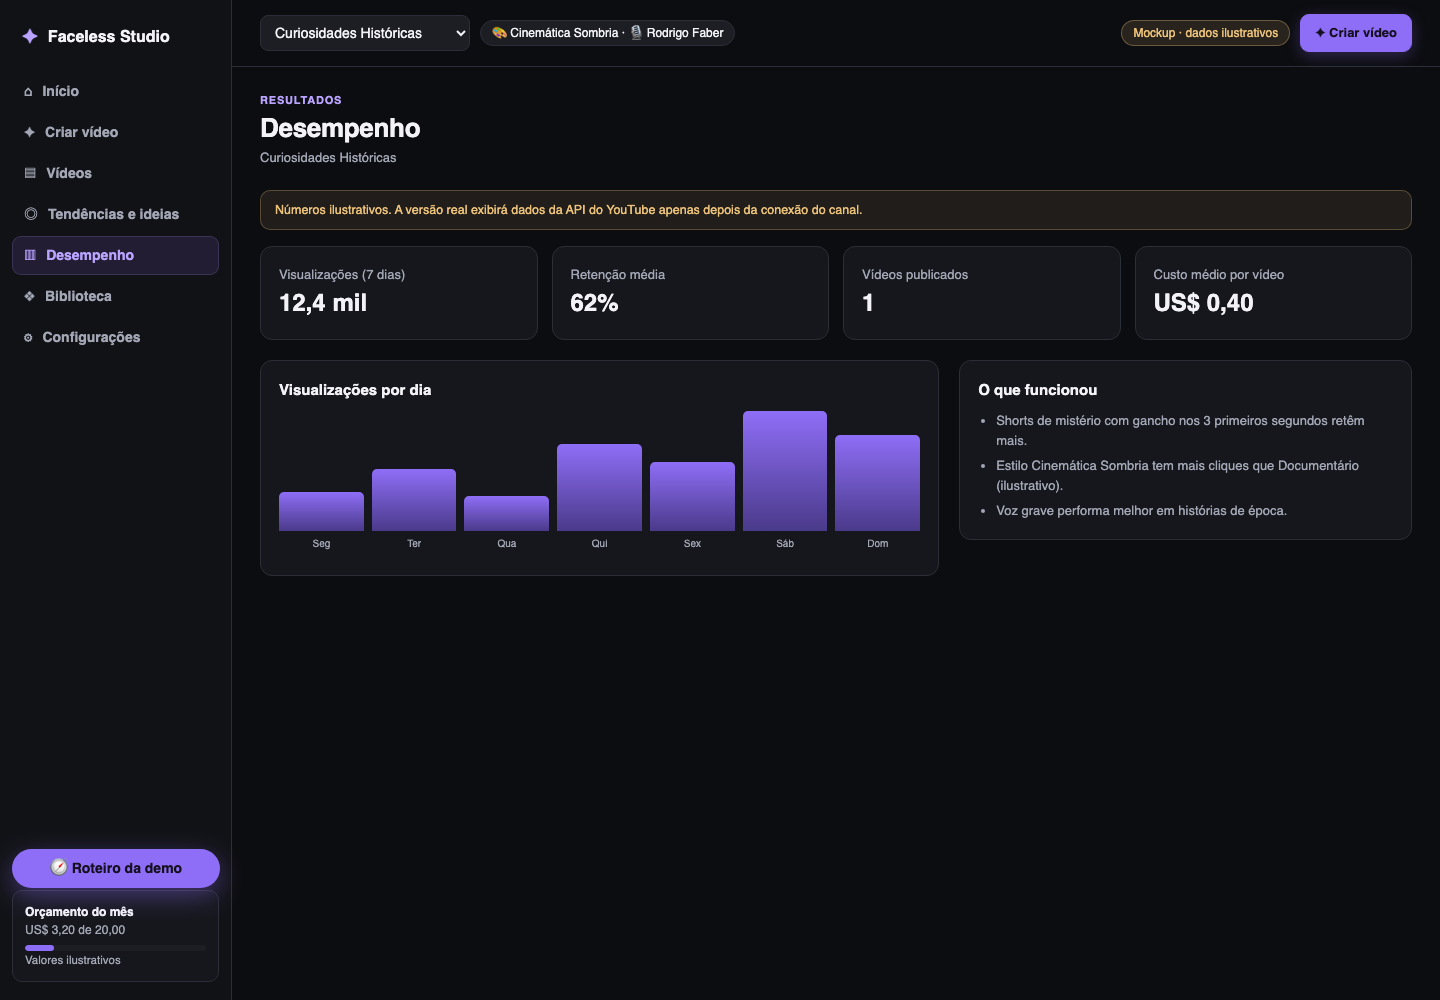 Faceless Studio
Início
Criar vídeo
Vídeos
Tendências e ideias
Desempenho
Biblioteca
Configurações
Roteiro da demo
Orçamento do mês
US$ 3,20 de 20,00
Valores ilustrativos
Curiosidades Históricas
Cinemática Sombria · Rodrigo Faber
Mockup · dados ilustrativos
Criar vídeo
RESULTADOS
Desempenho
Curiosidades Históricas
Números ilustrativos. A versão real exibirá dados da API do YouTube apenas depois da conexão do canal.
Visualizações (7 dias)
12,4 mil
Retenção média
62%
Vídeos publicados
1
Custo médio por vídeo
US$ 0,40
Visualizações por dia
Seg Ter Qua Qui Sex Sáb Dom
O que funcionou
Shorts de mistério com gancho nos 3 primeiros segundos retêm
mais.
Estilo Cinemática Sombria tem mais cliques que Documentário
(ilustrativo).
Voz grave performa melhor em histórias de época.